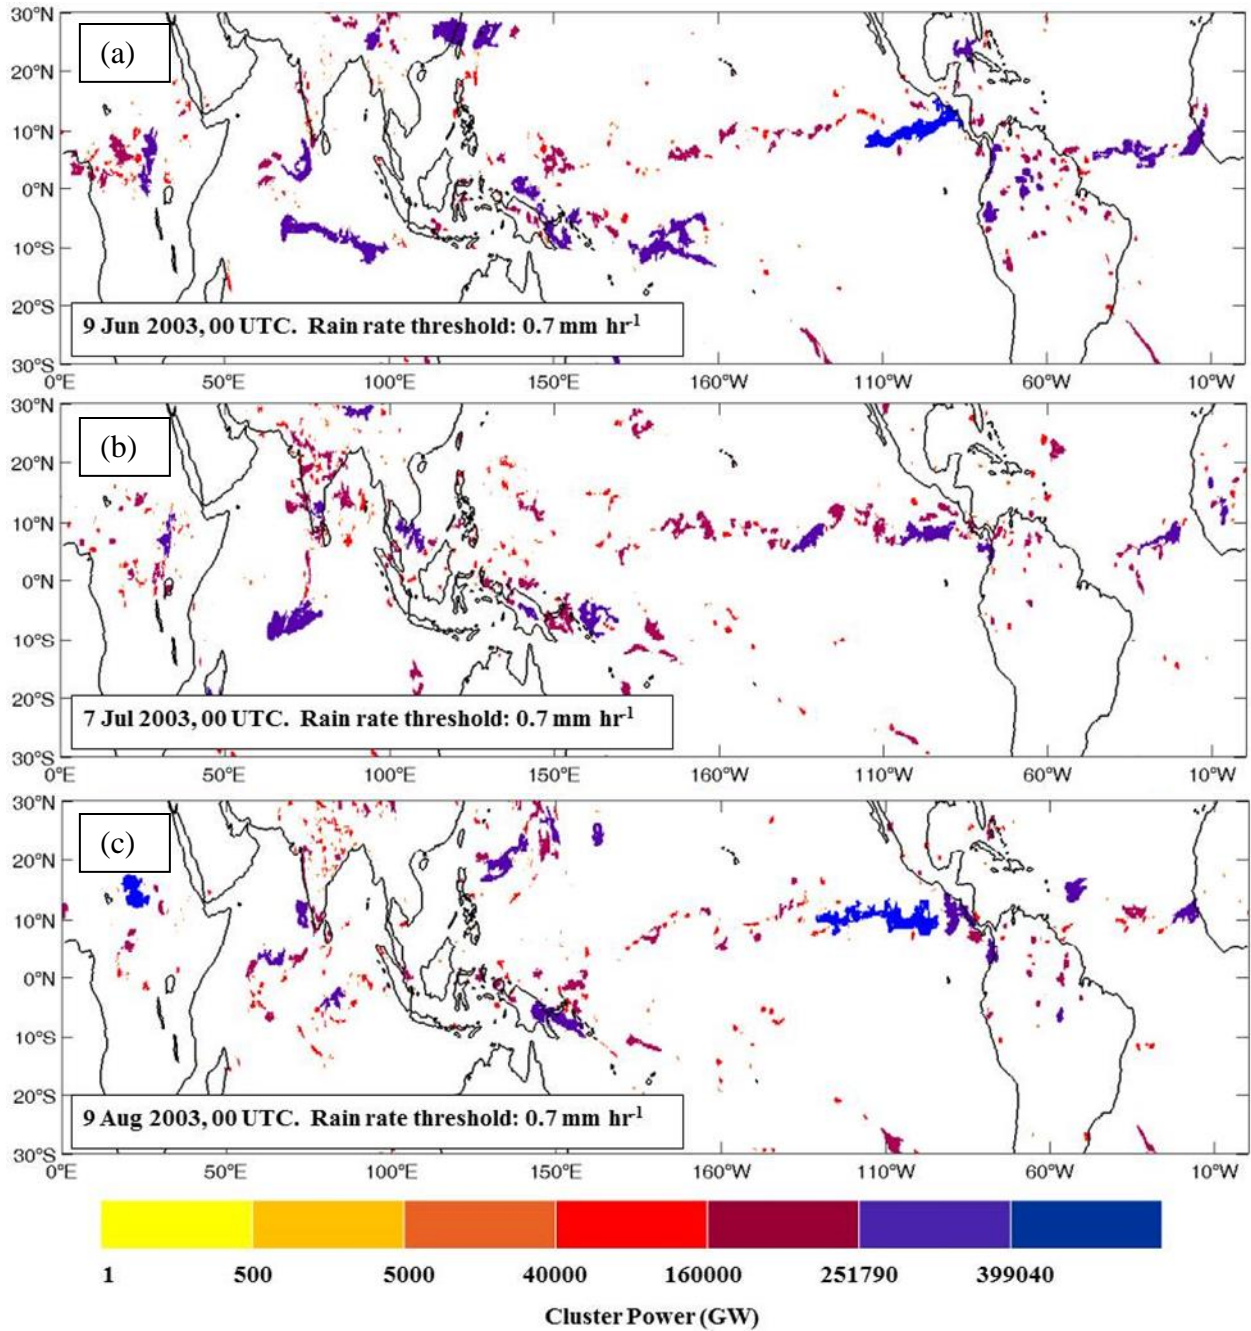 30°N
(a)
20°N
10°N
0°N
10°S
20°S
9 Jun 2003, 00 UTC. Rain rate threshold: 0.7 mm hr-1
30°S
0°E 50°E 100°E 150°E 160°W 110°W 60°W 10°W
30°N
(b)
20°N
10°N
0°N
10°S
20°S
7 Jul 2003, 00 UTC. Rain rate threshold: 0.7 mm hr-1
30°S
0°E 50°E 100°E 150°E 160°W 110°W 60°W 10°W
30°N
(c)
20°N
10°N
0°N
10°S
20°S
9 Aug 2003, 00 UTC. Rain rate threshold: 0.7 mm hr-1
30°S
0°E 50°E 100°E 150°E 160°W 110°W 60°W 10°W
1 500 5000 40000 160000 251790 399040
Cluster Power (GW)